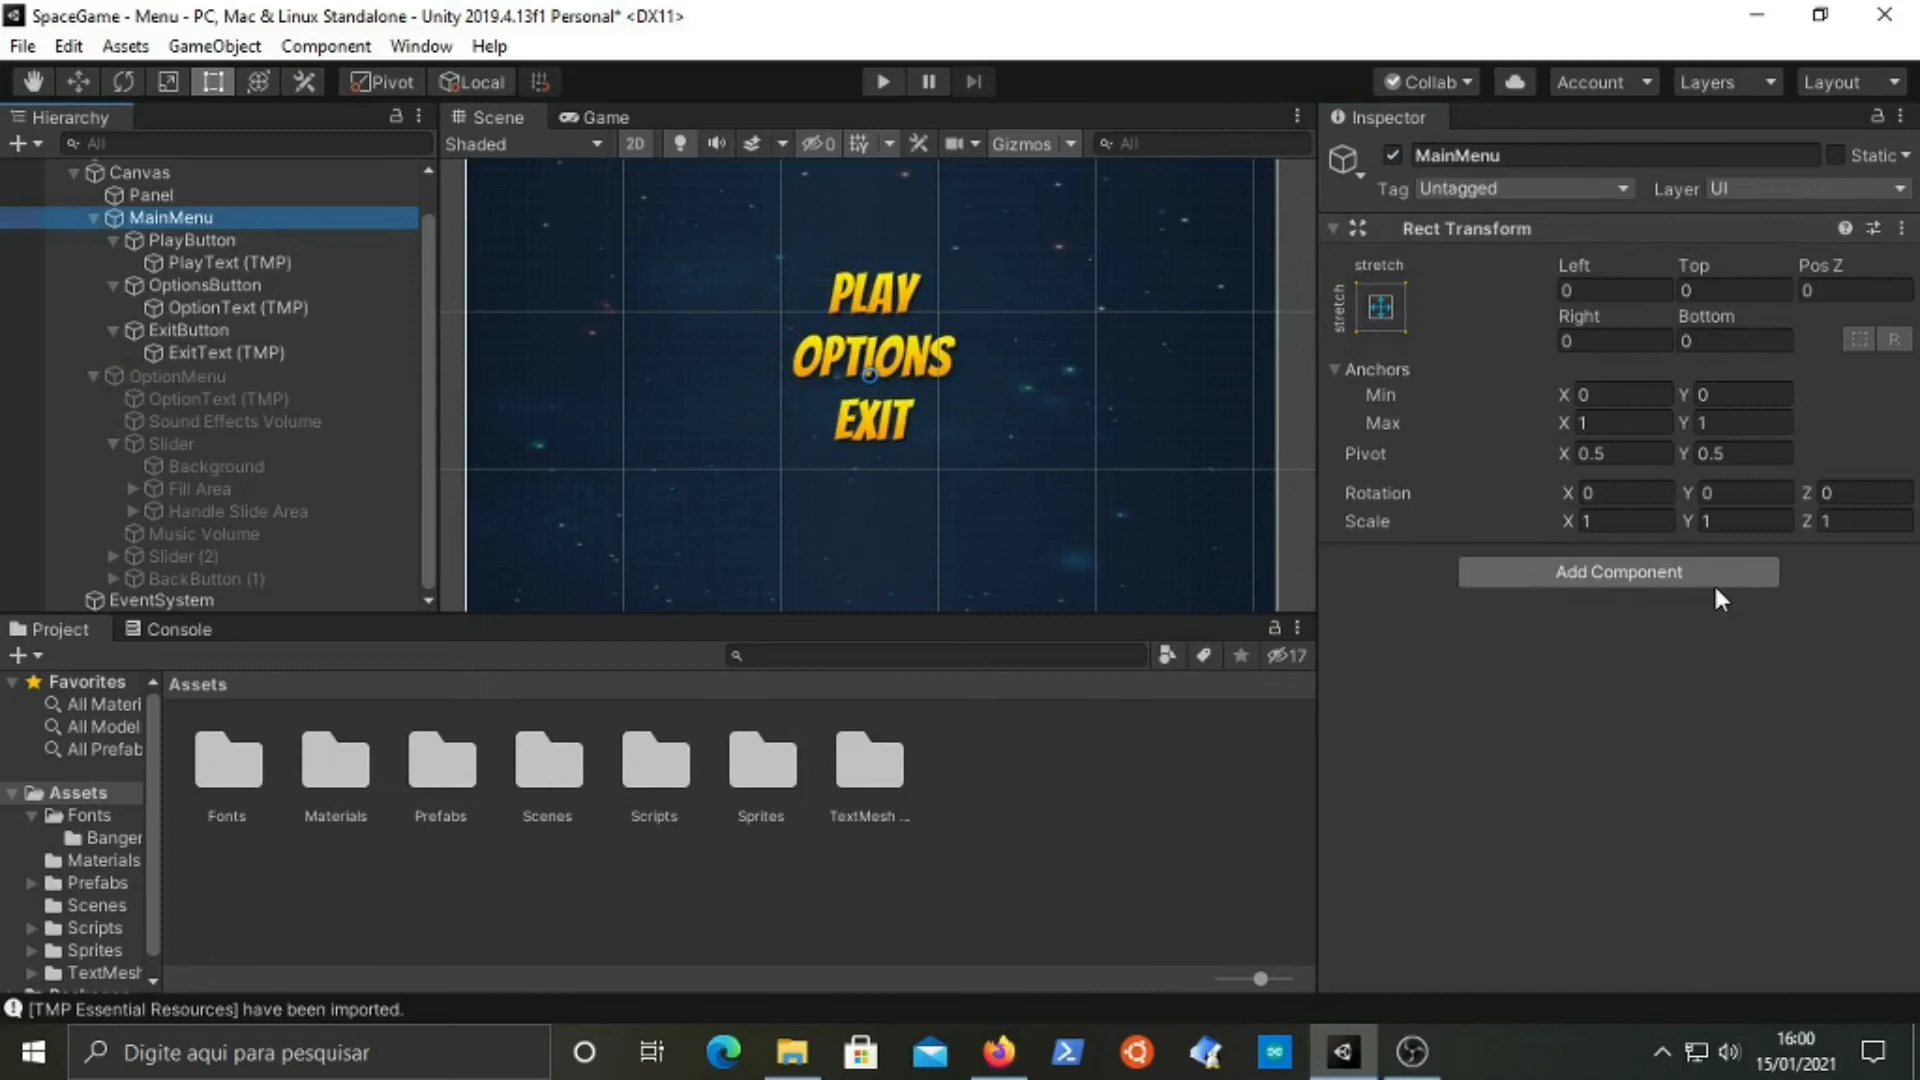 SpaceGame - Menu - PC, Mac & Linux Standalone - Unity 2019.4.13f1 Personal* <DX11>
File Edit Assets GameObject Component Window Help
Pivot Local Collab Account Layers Layout
Hierarchy
All
Canvas
Panel
MainMenu
PlayButton
PlayText (TMP)
OptionsButton
OptionText (TMP)
ExitButton
ExitText (TMP)
OptionMenu
OptionText (TMP)
Sound Effects Volume
Slider
Background
Fill Area
Handle Slide Area
Music Volume
Slider (2)
BackButton (1)
EventSystem
Scene Game
Shaded 2D 0 Gizmos All
PLAY
OPTIONS
EXIT
Inspector
MainMenu Static
Tag Untagged Layer UI
Rect Transform
stretch Left Top Pos Z
stretch 0 0 0
Right Bottom
0 0 R
Anchors
Min X 0 Y 0
Max X 1 Y 1
Pivot X 0.5 Y 0.5
Rotation X 0 Y 0 Z 0
Scale X 1 Y 1 Z 1
Add Component
Project Console
17
Favorites
All Materi
All Model
All Prefab
Assets
Fonts
Banger
Materials
Prefabs
Scenes
Scripts
Sprites
TextMesh
Assets
Fonts Materials Prefabs Scenes Scripts Sprites TextMesh ...
[TMP Essential Resources] have been imported.
Digite aqui para pesquisar
16:00
15/01/2021